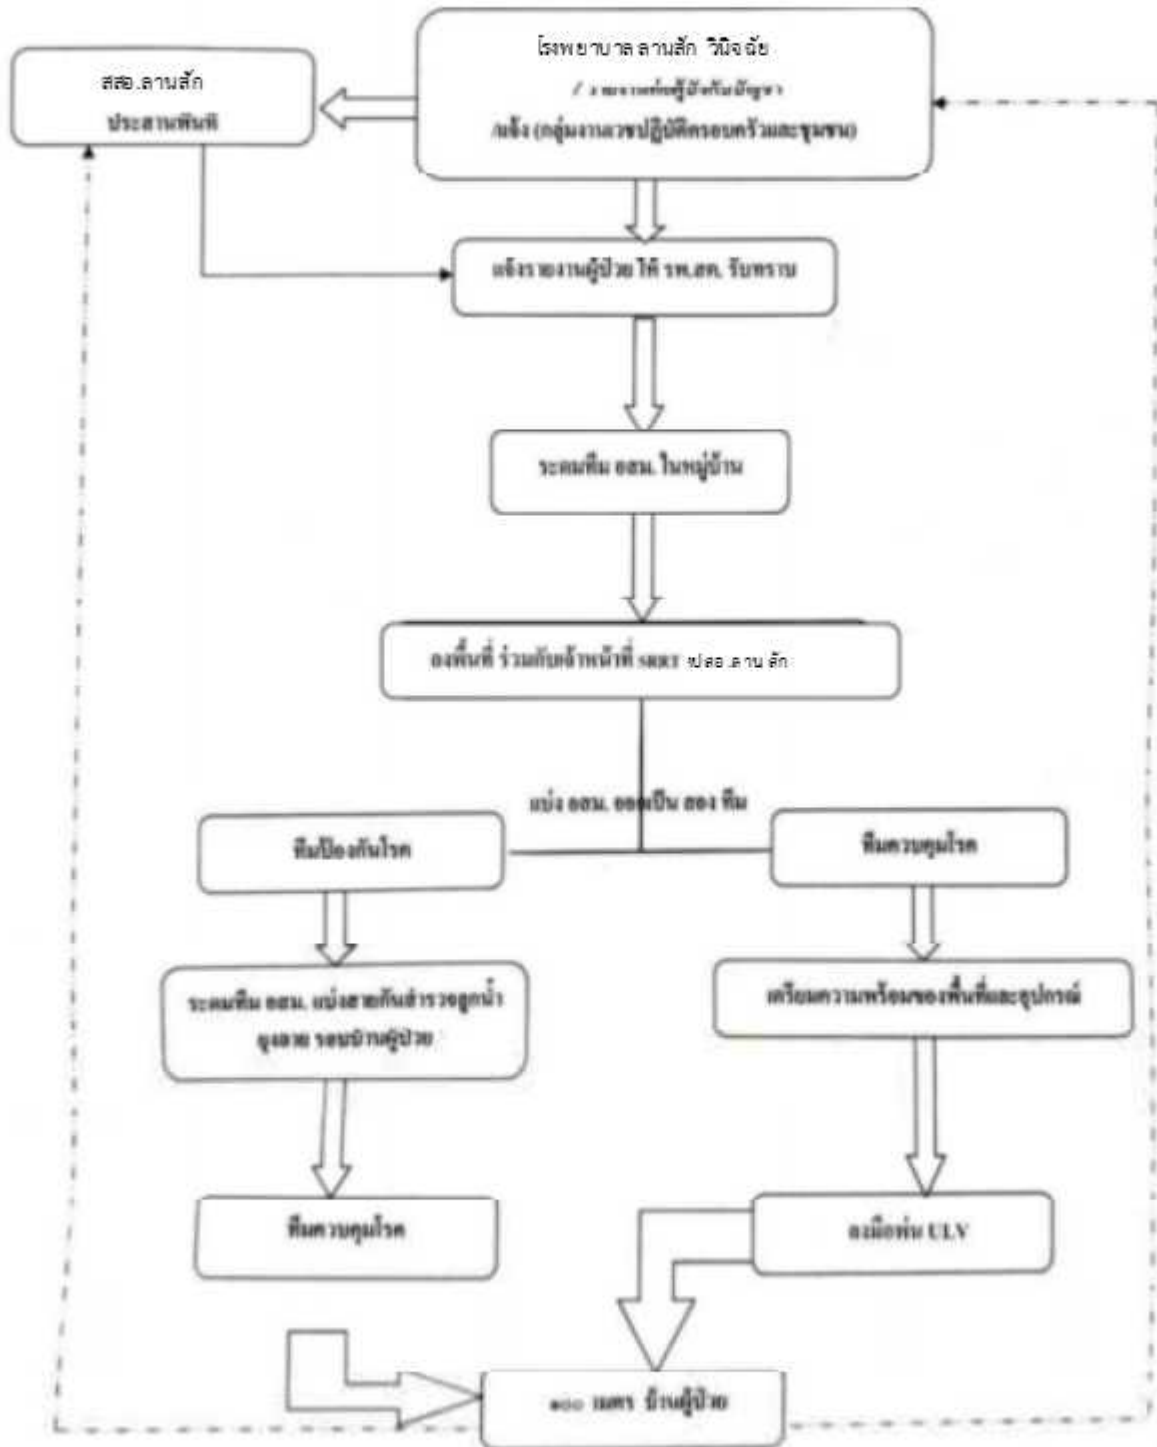 โรงพยาบาลลานสัก วินิจฉัย
/ รายงานต่อผู้บังคับบัญชา
/แจ้ง (กลุ่มงานเวชปฏิบัติครอบครัวและชุมชน)
สสอ.ลานสัก
ประสานพื้นที่
แจ้งรายงานผู้ป่วย ให้ รพ.สต. รับทราบ
ระดมทีม อสม. ในหมู่บ้าน
ลงพื้นที่ ร่วมกับเจ้าหน้าที่ SRRT ลานสัก
แบ่ง อสม. ออกเป็น สอง ทีม
ทีมป้องกันโรค
ทีมควบคุมโรค
ระดมทีม อสม. แบ่งสายกันสำรวจลูกน้ำ
ยุงลาย รอบบ้านผู้ป่วย
เตรียมความพร้อมของพื้นที่และอุปกรณ์
ทีมควบคุมโรค
ลงมือพ่น ULV
๑๐๐ เมตร บ้านผู้ป่วย